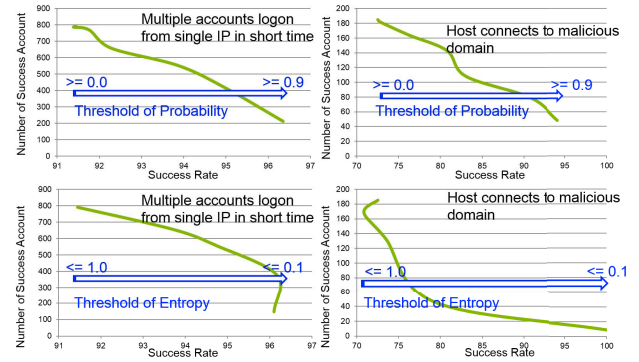 900
800
700
600
500
400
300
200
100
0
Number of Success Account
Multiple accounts logon
from single IP in short time
>= 0.0
>= 0.9
Threshold of Probability
91 92 93 94 95 96 97
Success Rate
200
180
160
140
120
100
80
60
40
20
0
Number of Success Account
Host connects to malicious
domain
>= 0.0
>= 0.9
Threshold of Probability
70 75 80 85 90 95 100
Success Rate
900
800
700
600
500
400
300
200
100
0
Number of Success Account
Multiple accounts logon
from single IP in short time
<= 1.0
<= 0.1
Threshold of Entropy
91 92 93 94 95 96 97
Success Rate
200
180
160
140
120
100
80
60
40
20
0
Number of Success Account
Host connects to malicious
domain
<= 1.0
<= 0.1
Threshold of Entropy
70 75 80 85 90 95 100
Success Rate